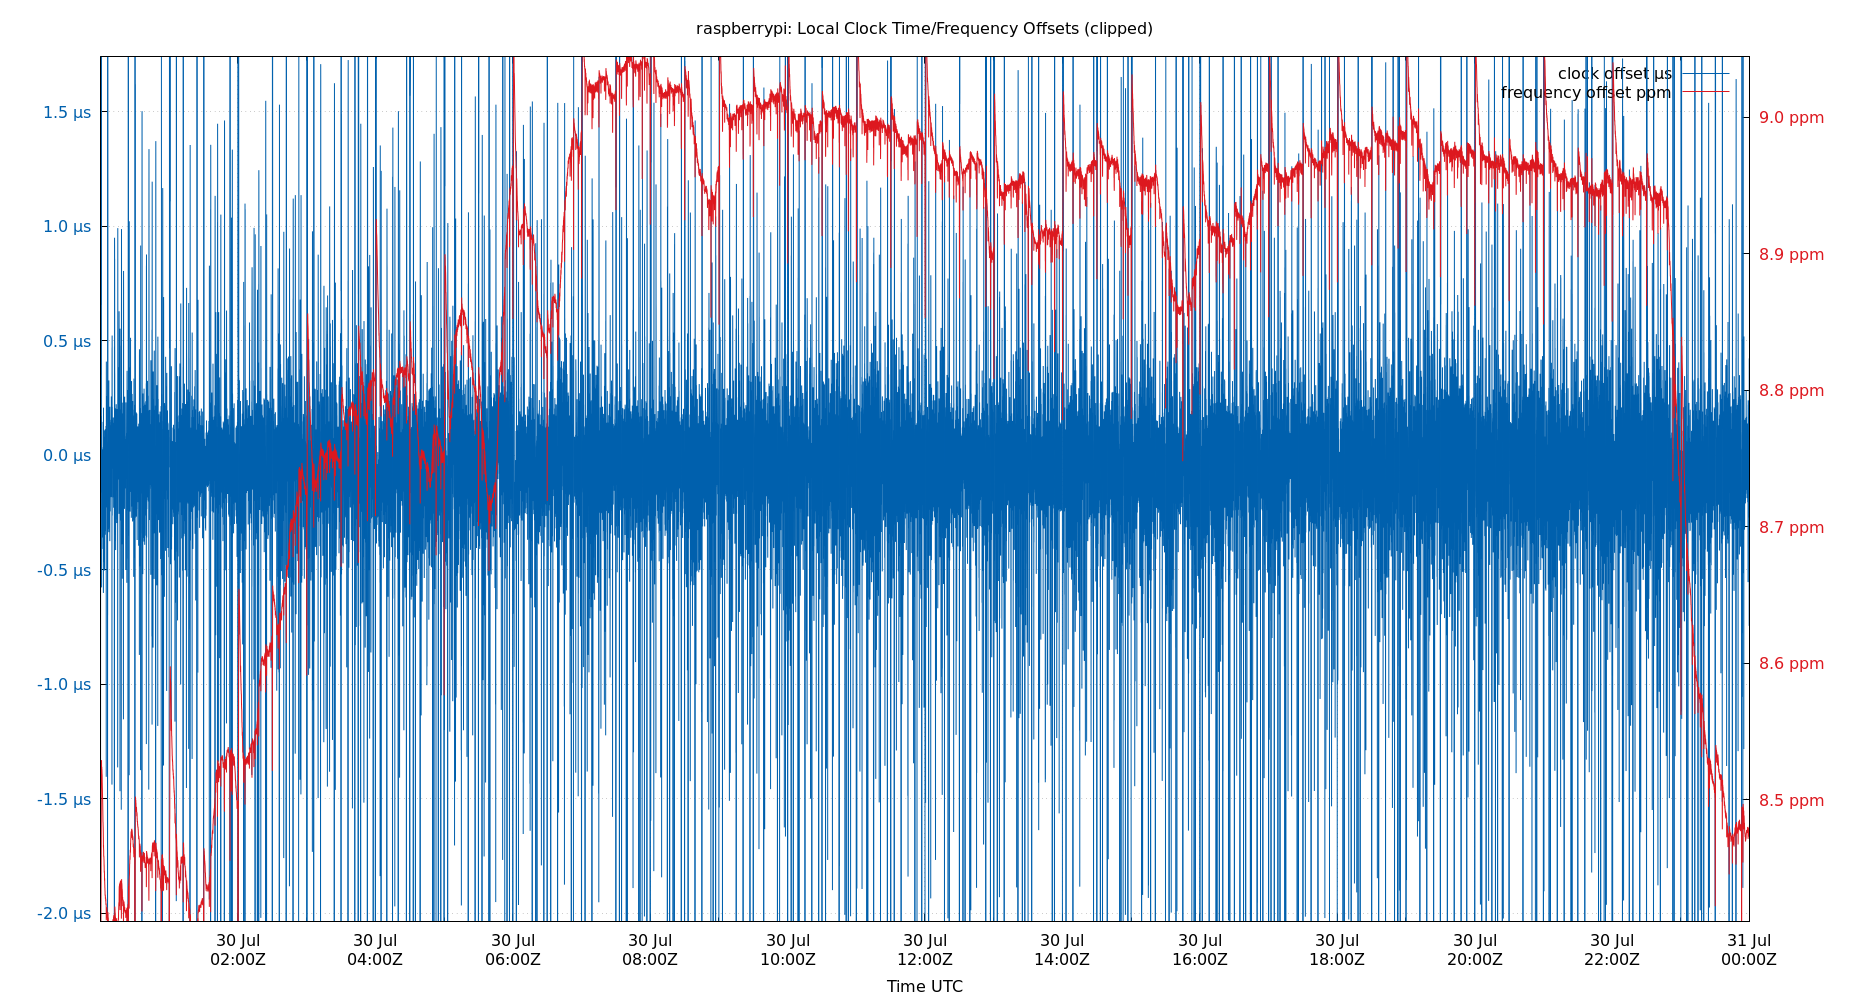 raspberrypi: Local Clock Time/Frequency Offsets (clipped)
clock offset µs
frequency offset ppm
1.5 µs
1.0 µs
0.5 µs
0.0 µs
-0.5 µs
-1.0 µs
-1.5 µs
-2.0 µs
9.0 ppm
8.9 ppm
8.8 ppm
8.7 ppm
8.6 ppm
8.5 ppm
30 Jul 30 Jul 30 Jul 30 Jul 30 Jul 30 Jul 30 Jul 30 Jul 30 Jul 30 Jul 30 Jul 31 Jul
02:00Z 04:00Z 06:00Z 08:00Z 10:00Z 12:00Z 14:00Z 16:00Z 18:00Z 20:00Z 22:00Z 00:00Z
Time UTC